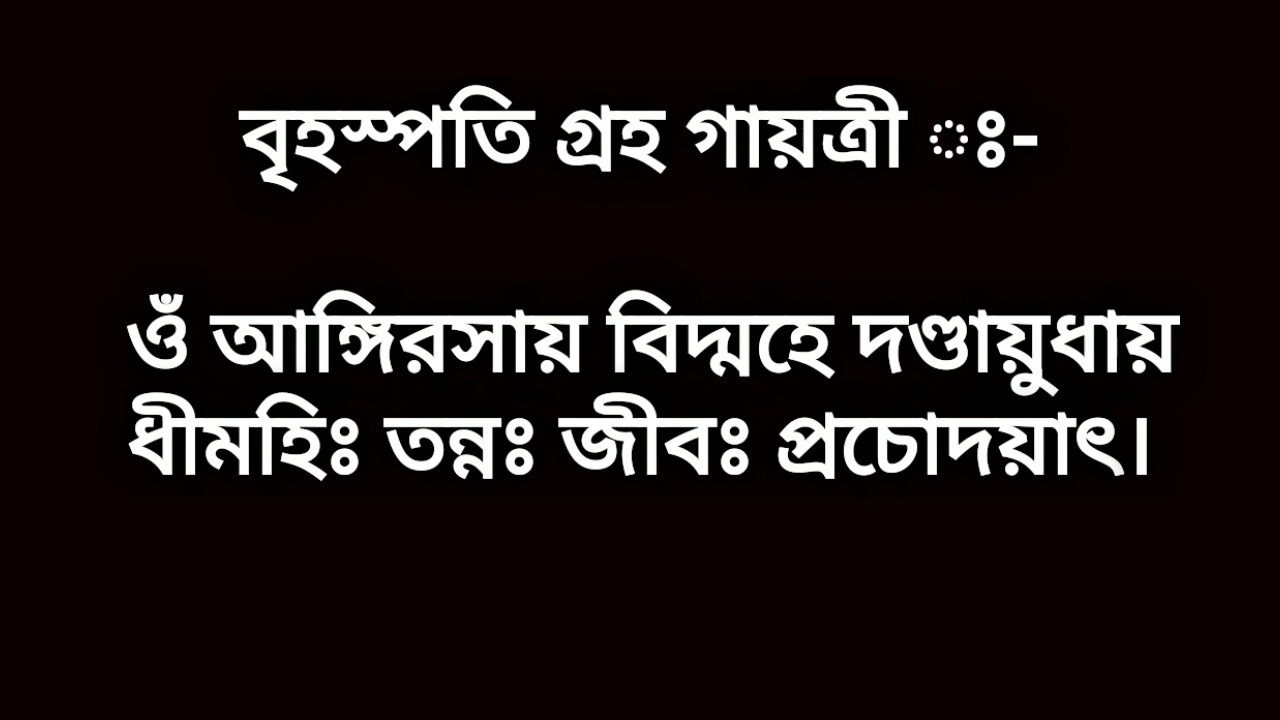 বৃহস্পতি গ্রহ গায়ত্রী ঃ-
ওঁ আঙ্গিরসায় বিদ্মহে দণ্ডায়ুধায়
ধীমহিঃ তন্নঃ জীবঃ প্রচোদয়াৎ।